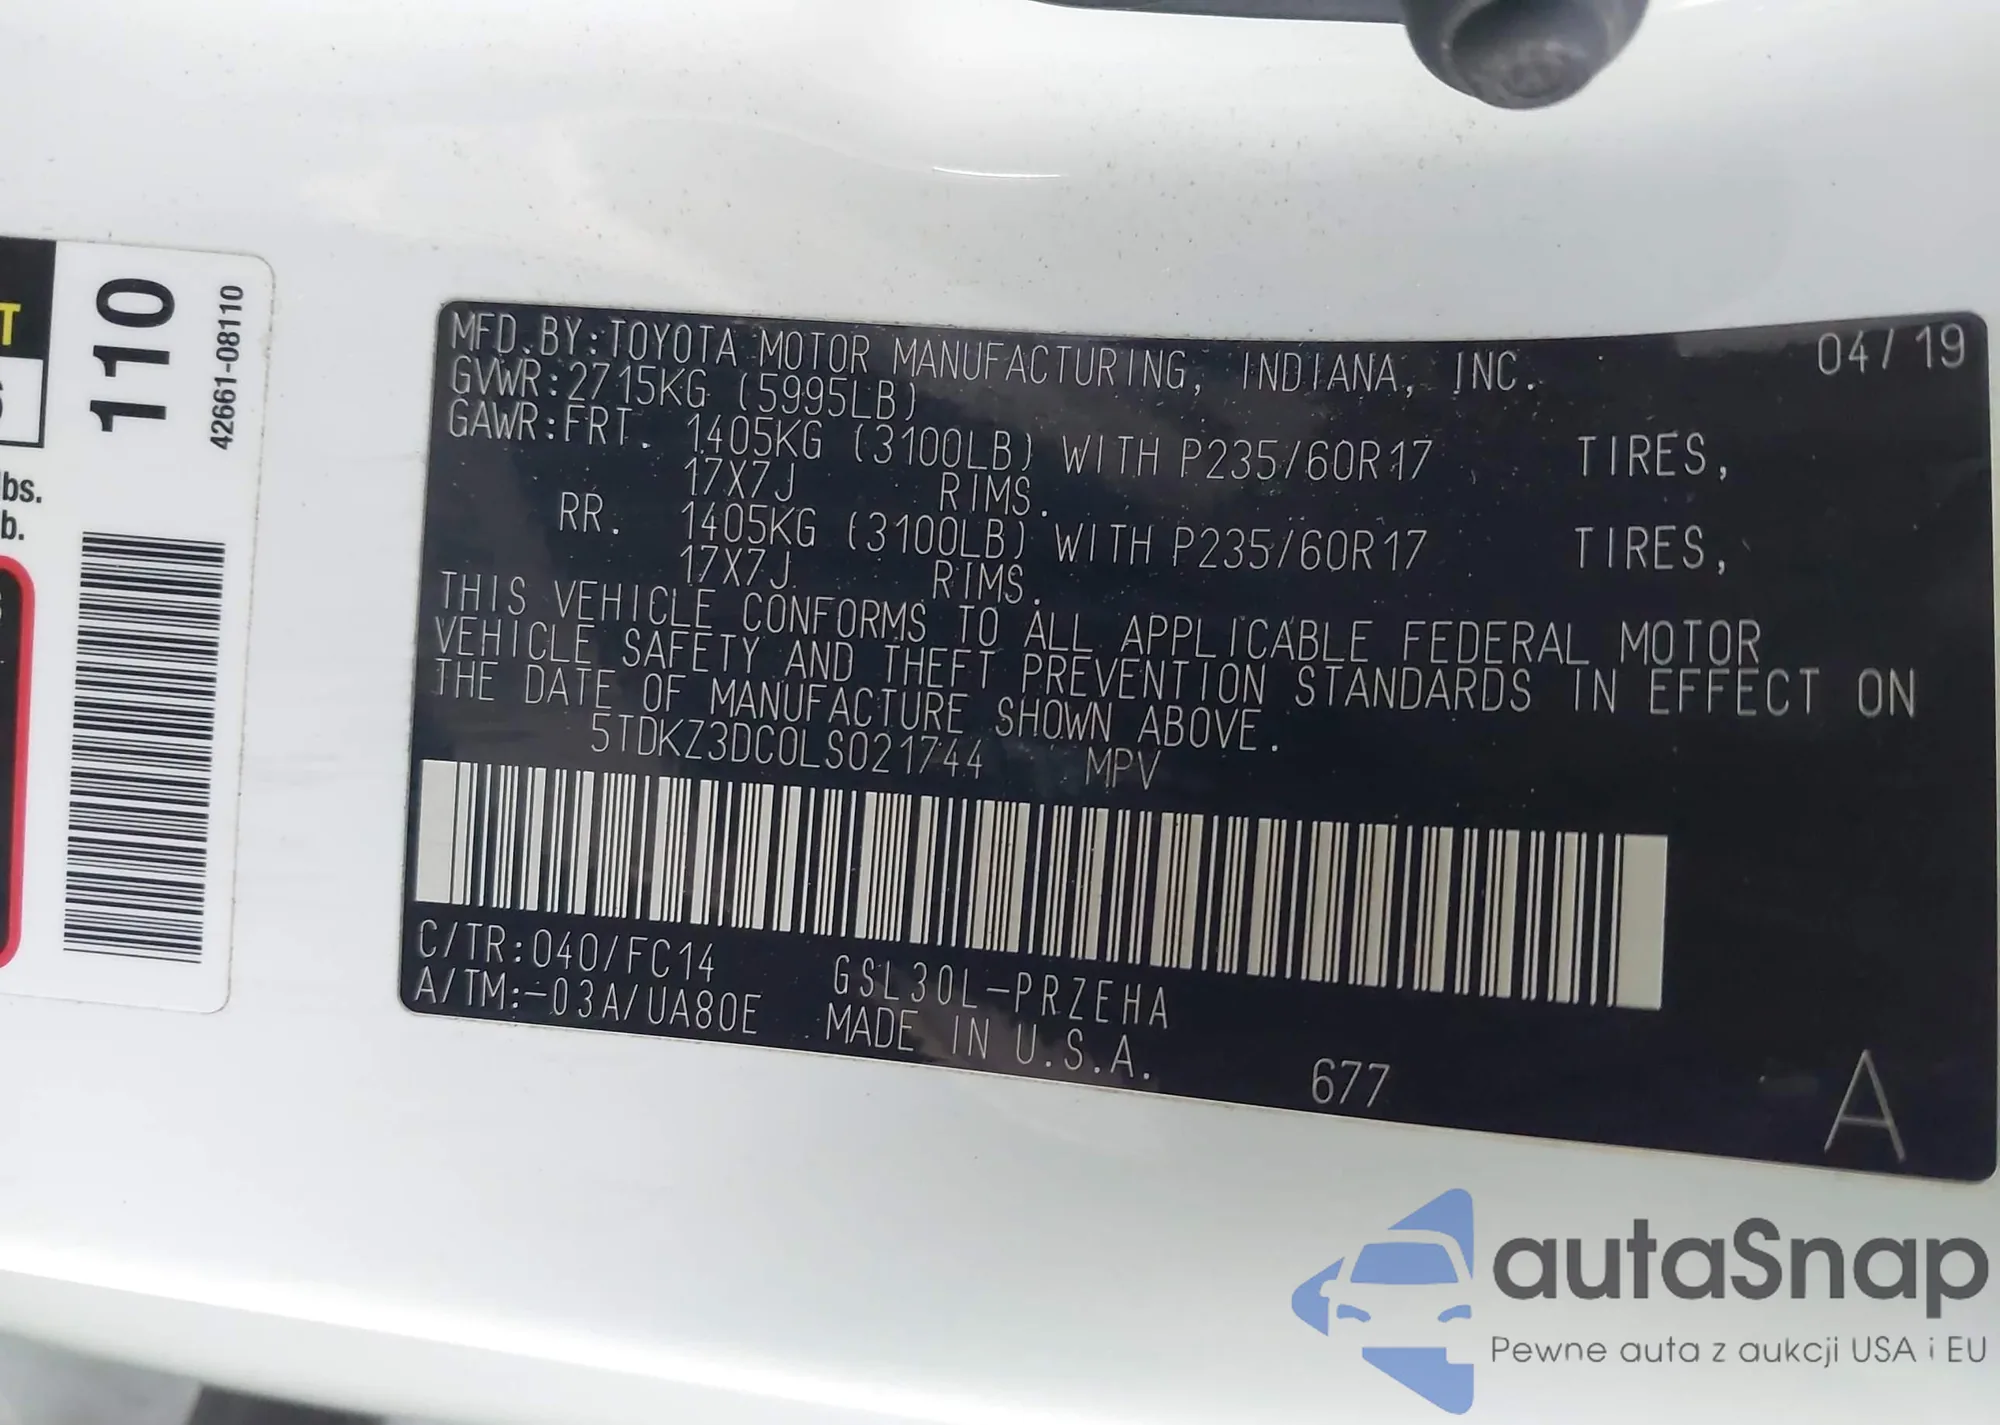 T
110
42661-08110
lbs.
b.
MFD.BY:TOYOTA MOTOR MANUFACTURING, INDIANA, INC. 04/19
GVWR:2715KG (5995LB)
GAWR:FRT. 1405KG (3100LB) WITH P235/60R17 TIRES,
17X7J RIMS.
RR. 1405KG (3100LB) WITH P235/60R17 TIRES,
17X7J RIMS.
THIS VEHICLE CONFORMS TO ALL APPLICABLE FEDERAL MOTOR
VEHICLE SAFETY AND THEFT PREVENTION STANDARDS IN EFFECT ON
THE DATE OF MANUFACTURE SHOWN ABOVE.
5TDKZ3DC0LS021744 MPV
C/TR:040/FC14 GSL30L-PRZEHA
A/TM:-03A/UA80E MADE IN U.S.A. 677 A
autaSnap
Pewne auta z aukcji USA i EU